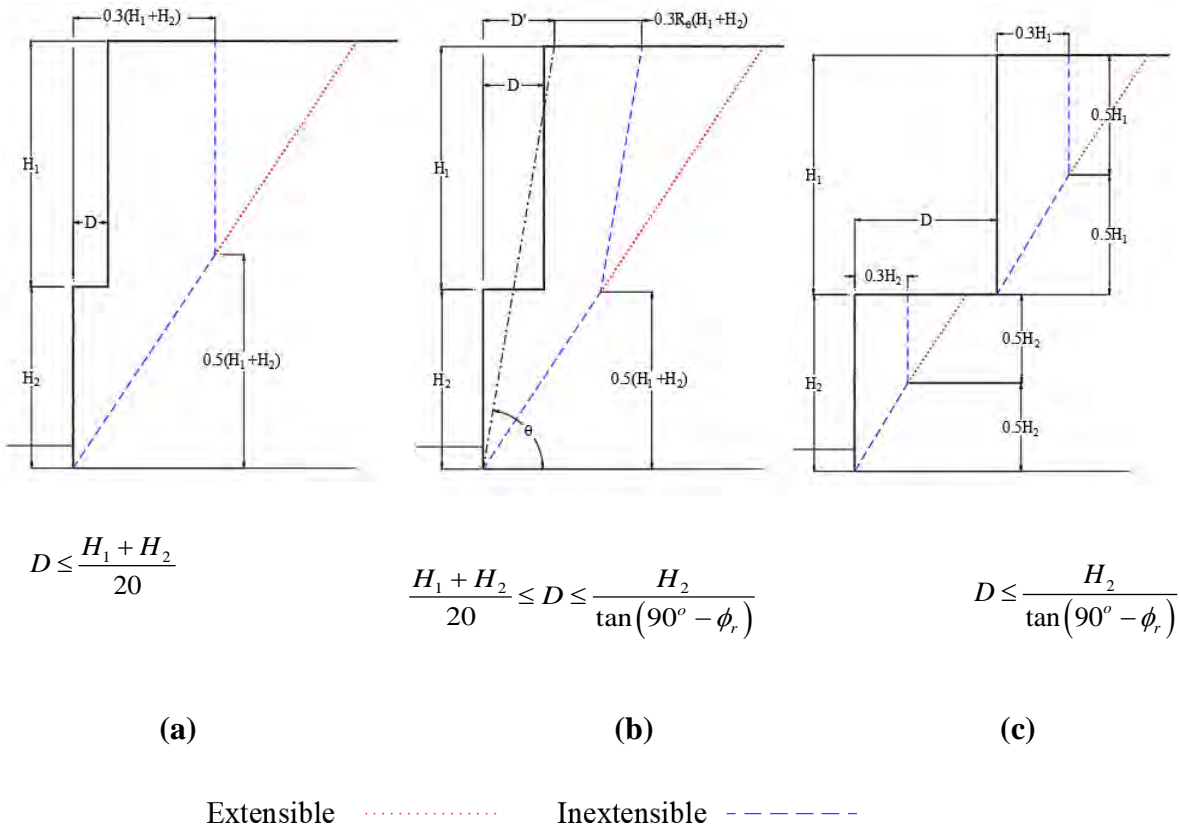 0.3(H₁+H₂)
D
H₁
H₂
0.5(H₁+H₂)
D'
0.3Rθ(H₁+H₂)
D
H₁
H₂
0.5(H₁+H₂)
θ
0.3H₁
0.5H₁
H₁
D
0.5H₁
0.3H₂
0.5H₂
H₂
0.5H₂
D ≤ (H₁ + H₂) / 20
(H₁ + H₂) / 20 ≤ D ≤ H₂ / tan(90° − ϕᵣ)
D ≤ H₂ / tan(90° − ϕᵣ)
(a) (b) (c)
Extensible Inextensible